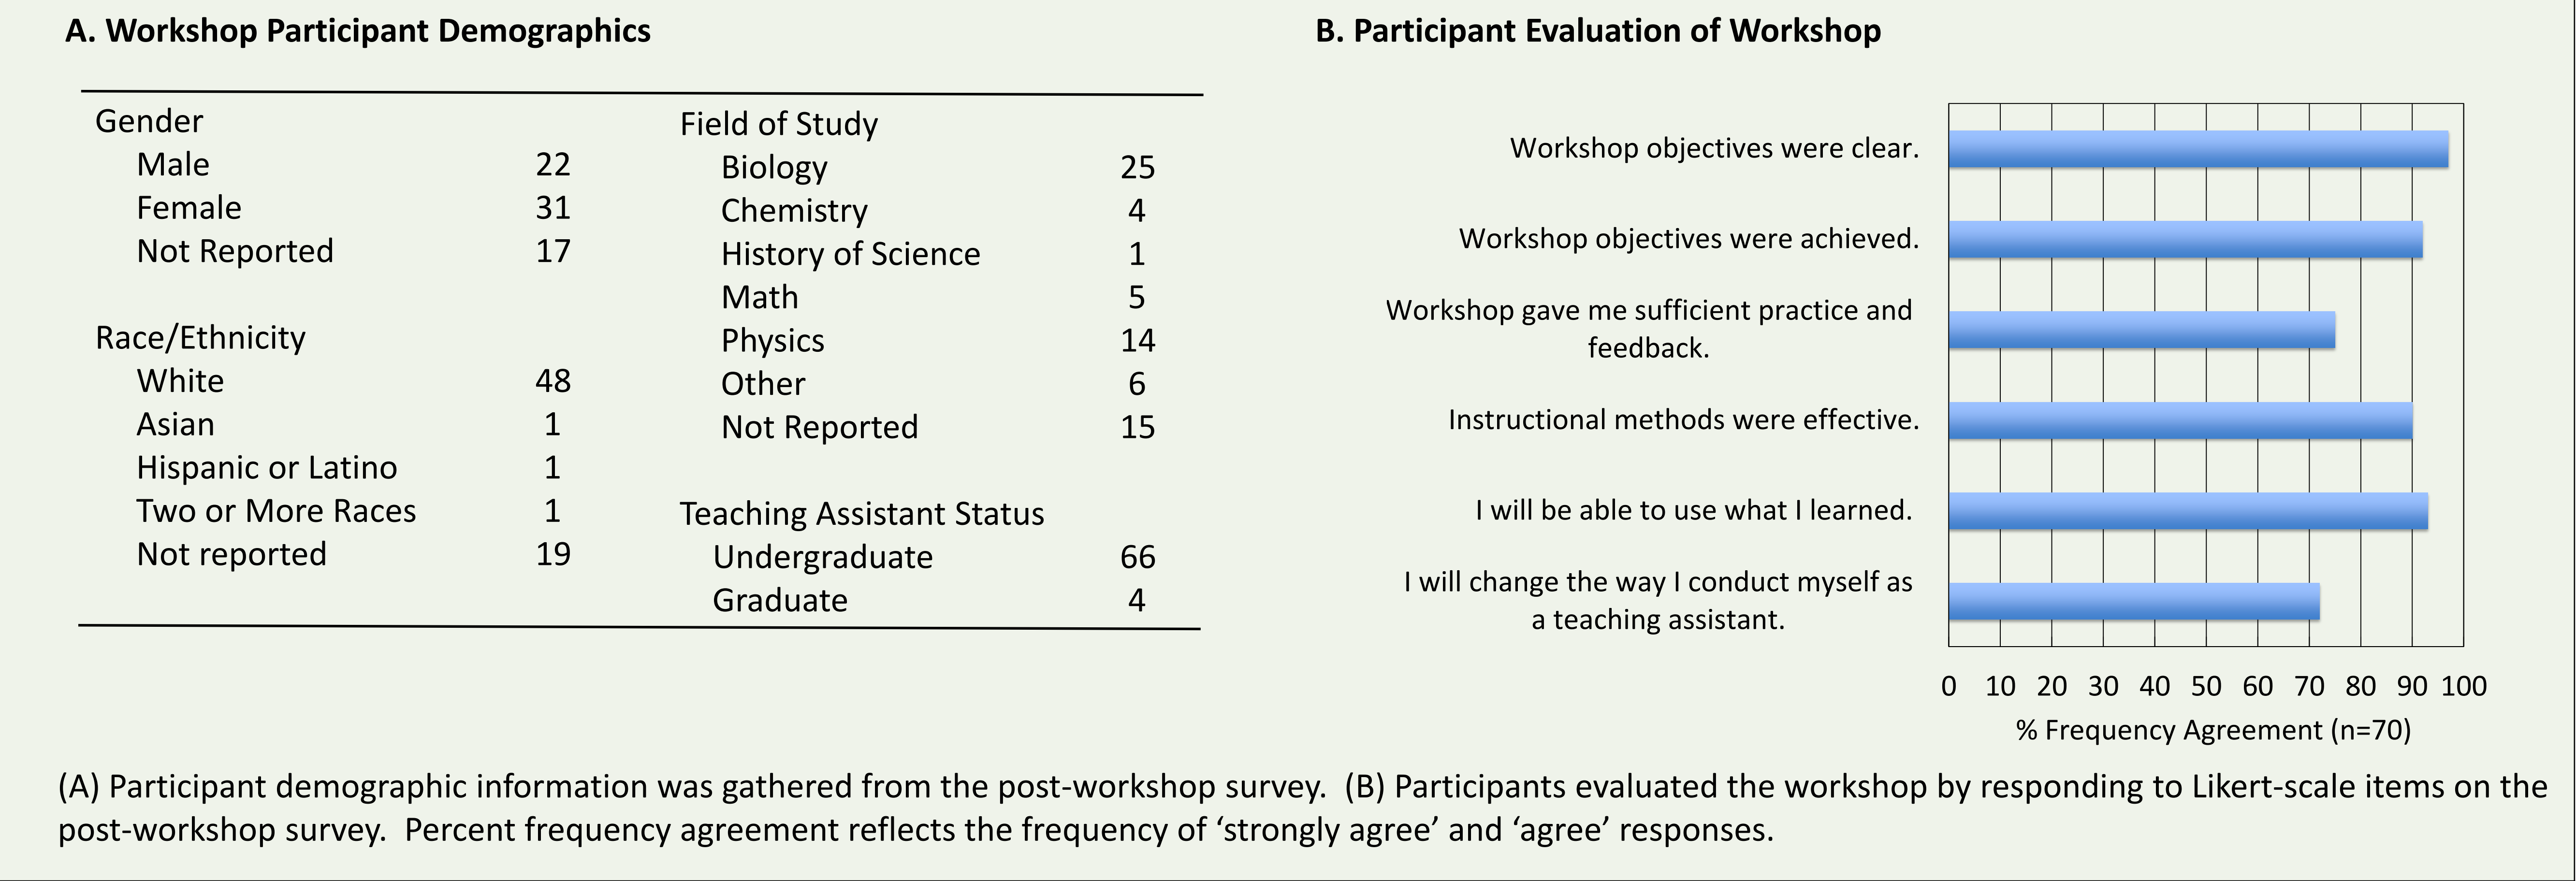 A. Workshop Participant Demographics
Gender
Male 22
Female 31
Not Reported 17
Race/Ethnicity
White 48
Asian 1
Hispanic or Latino 1
Two or More Races 1
Not reported 19
Field of Study
Biology 25
Chemistry 4
History of Science 1
Math 5
Physics 14
Other 6
Not Reported 15
Teaching Assistant Status
Undergraduate 66
Graduate 4
B. Participant Evaluation of Workshop
Workshop objectives were clear.
Workshop objectives were achieved.
Workshop gave me sufficient practice and
feedback.
Instructional methods were effective.
I will be able to use what I learned.
I will change the way I conduct myself as
a teaching assistant.
0 10 20 30 40 50 60 70 80 90 100
% Frequency Agreement (n=70)
(A) Participant demographic information was gathered from the post-workshop survey.  (B) Participants evaluated the workshop by responding to Likert-scale items on the
post-workshop survey.  Percent frequency agreement reflects the frequency of ‘strongly agree’ and ‘agree’ responses.